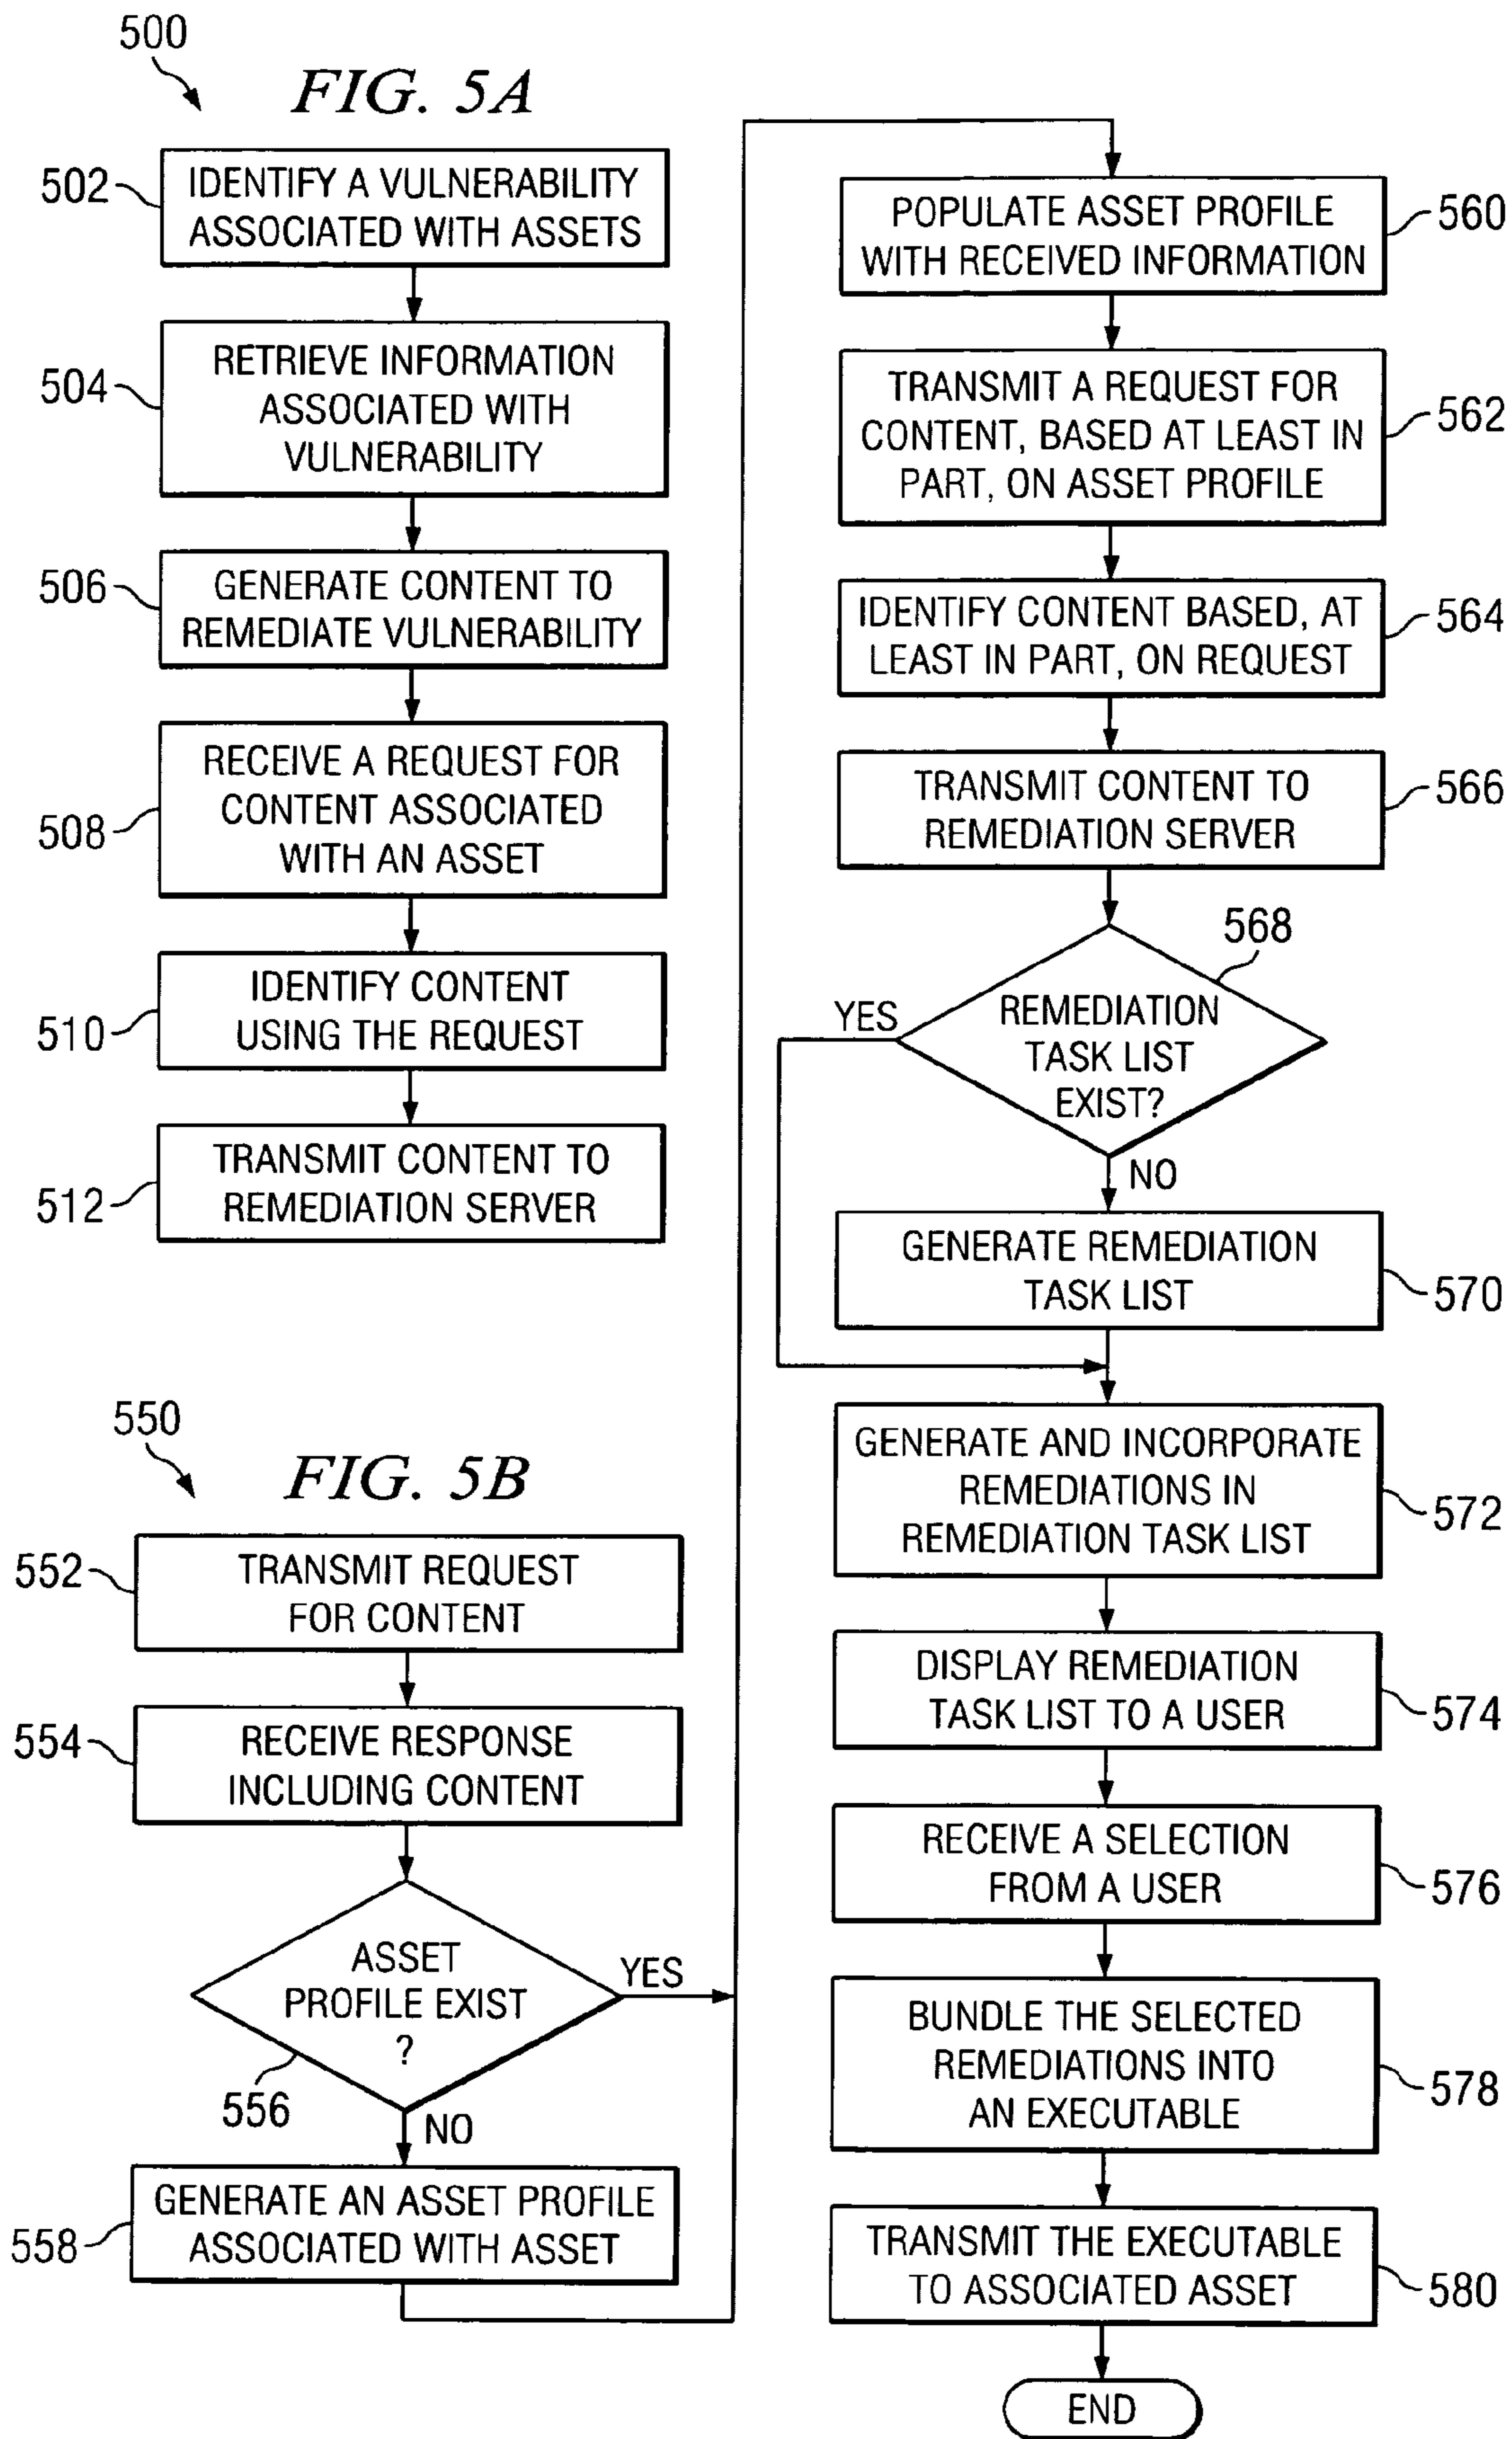 500
FIG. 5A
502
IDENTIFY A VULNERABILITY
ASSOCIATED WITH ASSETS
504
RETRIEVE INFORMATION
ASSOCIATED WITH
VULNERABILITY
506
GENERATE CONTENT TO
REMEDIATE VULNERABILITY
508
RECEIVE A REQUEST FOR
CONTENT ASSOCIATED
WITH AN ASSET
510
IDENTIFY CONTENT
USING THE REQUEST
512
TRANSMIT CONTENT TO
REMEDIATION SERVER
550
FIG. 5B
552
TRANSMIT REQUEST
FOR CONTENT
554
RECEIVE RESPONSE
INCLUDING CONTENT
ASSET
PROFILE EXIST
?
YES
556
NO
558
GENERATE AN ASSET PROFILE
ASSOCIATED WITH ASSET
POPULATE ASSET PROFILE
WITH RECEIVED INFORMATION
560
TRANSMIT A REQUEST FOR
CONTENT, BASED AT LEAST IN
PART, ON ASSET PROFILE
562
IDENTIFY CONTENT BASED, AT
LEAST IN PART, ON REQUEST
564
TRANSMIT CONTENT TO
REMEDIATION SERVER
566
568
YES
REMEDIATION
TASK LIST
EXIST?
NO
GENERATE REMEDIATION
TASK LIST
570
GENERATE AND INCORPORATE
REMEDIATIONS IN
REMEDIATION TASK LIST
572
DISPLAY REMEDIATION
TASK LIST TO A USER
574
RECEIVE A SELECTION
FROM A USER
576
BUNDLE THE SELECTED
REMEDIATIONS INTO
AN EXECUTABLE
578
TRANSMIT THE EXECUTABLE
TO ASSOCIATED ASSET
580
END